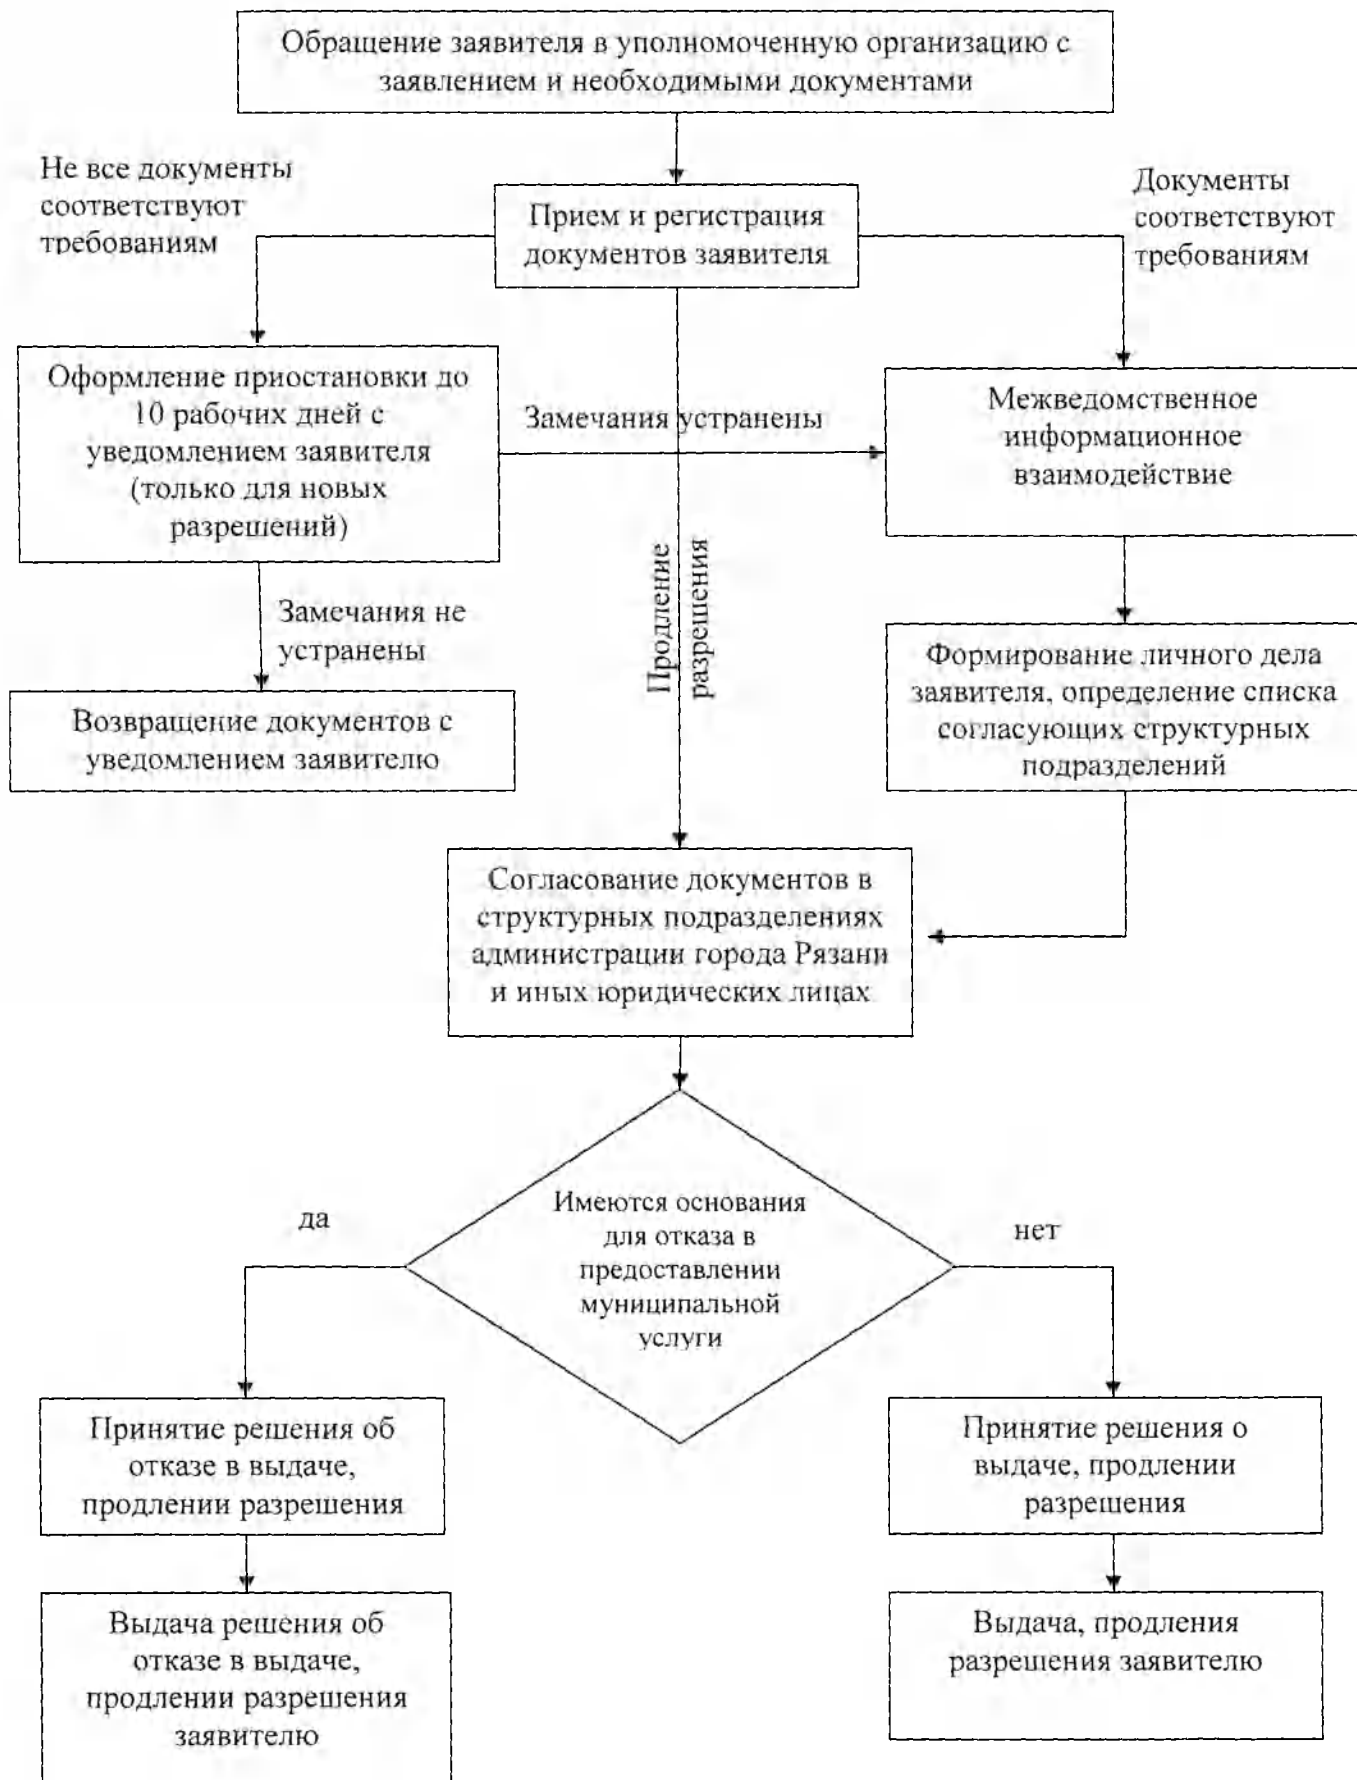 Обращение заявителя в уполномоченную организацию с
заявлением и необходимыми документами
Не все документы
соответствуют
требованиям
Прием и регистрация
документов заявителя
Документы
соответствуют
требованиям
Оформление приостановки до
10 рабочих дней с
уведомлением заявителя
(только для новых
разрешений)
Замечания устранены
Межведомственное
информационное
взаимодействие
Продление
разрешения
Замечания не
устранены
Формирование личного дела
заявителя, определение списка
согласующих структурных
подразделений
Возвращение документов с
уведомлением заявителю
Согласование документов в
структурных подразделениях
администрации города Рязани
и иных юридических лицах
да
Имеются основания
для отказа в
предоставлении
муниципальной
услуги
нет
Принятие решения об
отказе в выдаче,
продлении разрешения
Принятие решения о
выдаче, продлении
разрешения
Выдача решения об
отказе в выдаче,
продлении разрешения
заявителю
Выдача, продления
разрешения заявителю